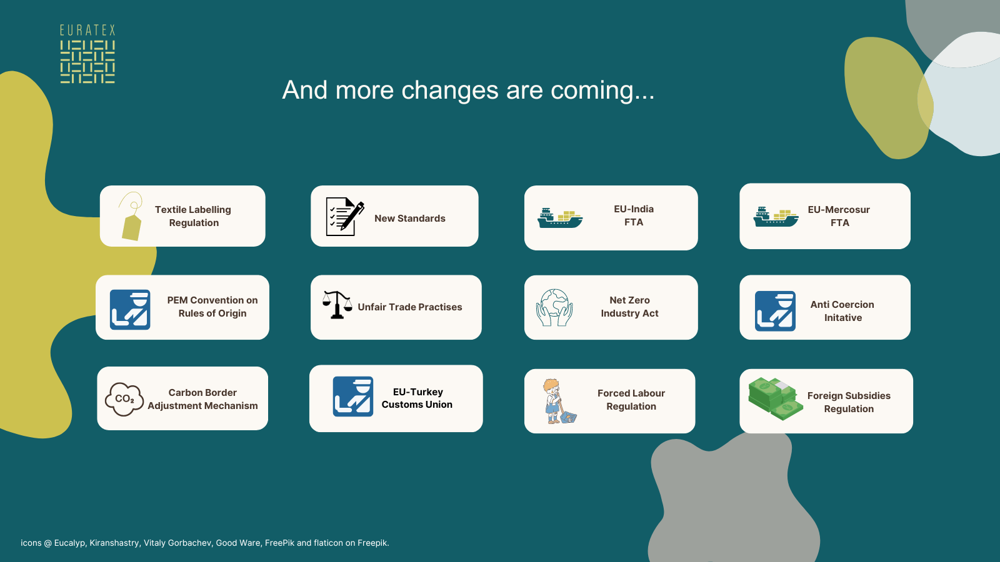 EURATEX
And more changes are coming...
Textile Labelling
Regulation
New Standards
EU-India
FTA
EU-Mercosur
FTA
PEM Convention on
Rules of Origin
Unfair Trade Practises
Net Zero
Industry Act
Anti Coercion
Initative
CO₂
Carbon Border
Adjustment Mechanism
EU-Turkey
Customs Union
Forced Labour
Regulation
Foreign Subsidies
Regulation
icons @ Eucalyp, Kiranshastry, Vitaly Gorbachev, Good Ware, FreePik and flaticon on Freepik.